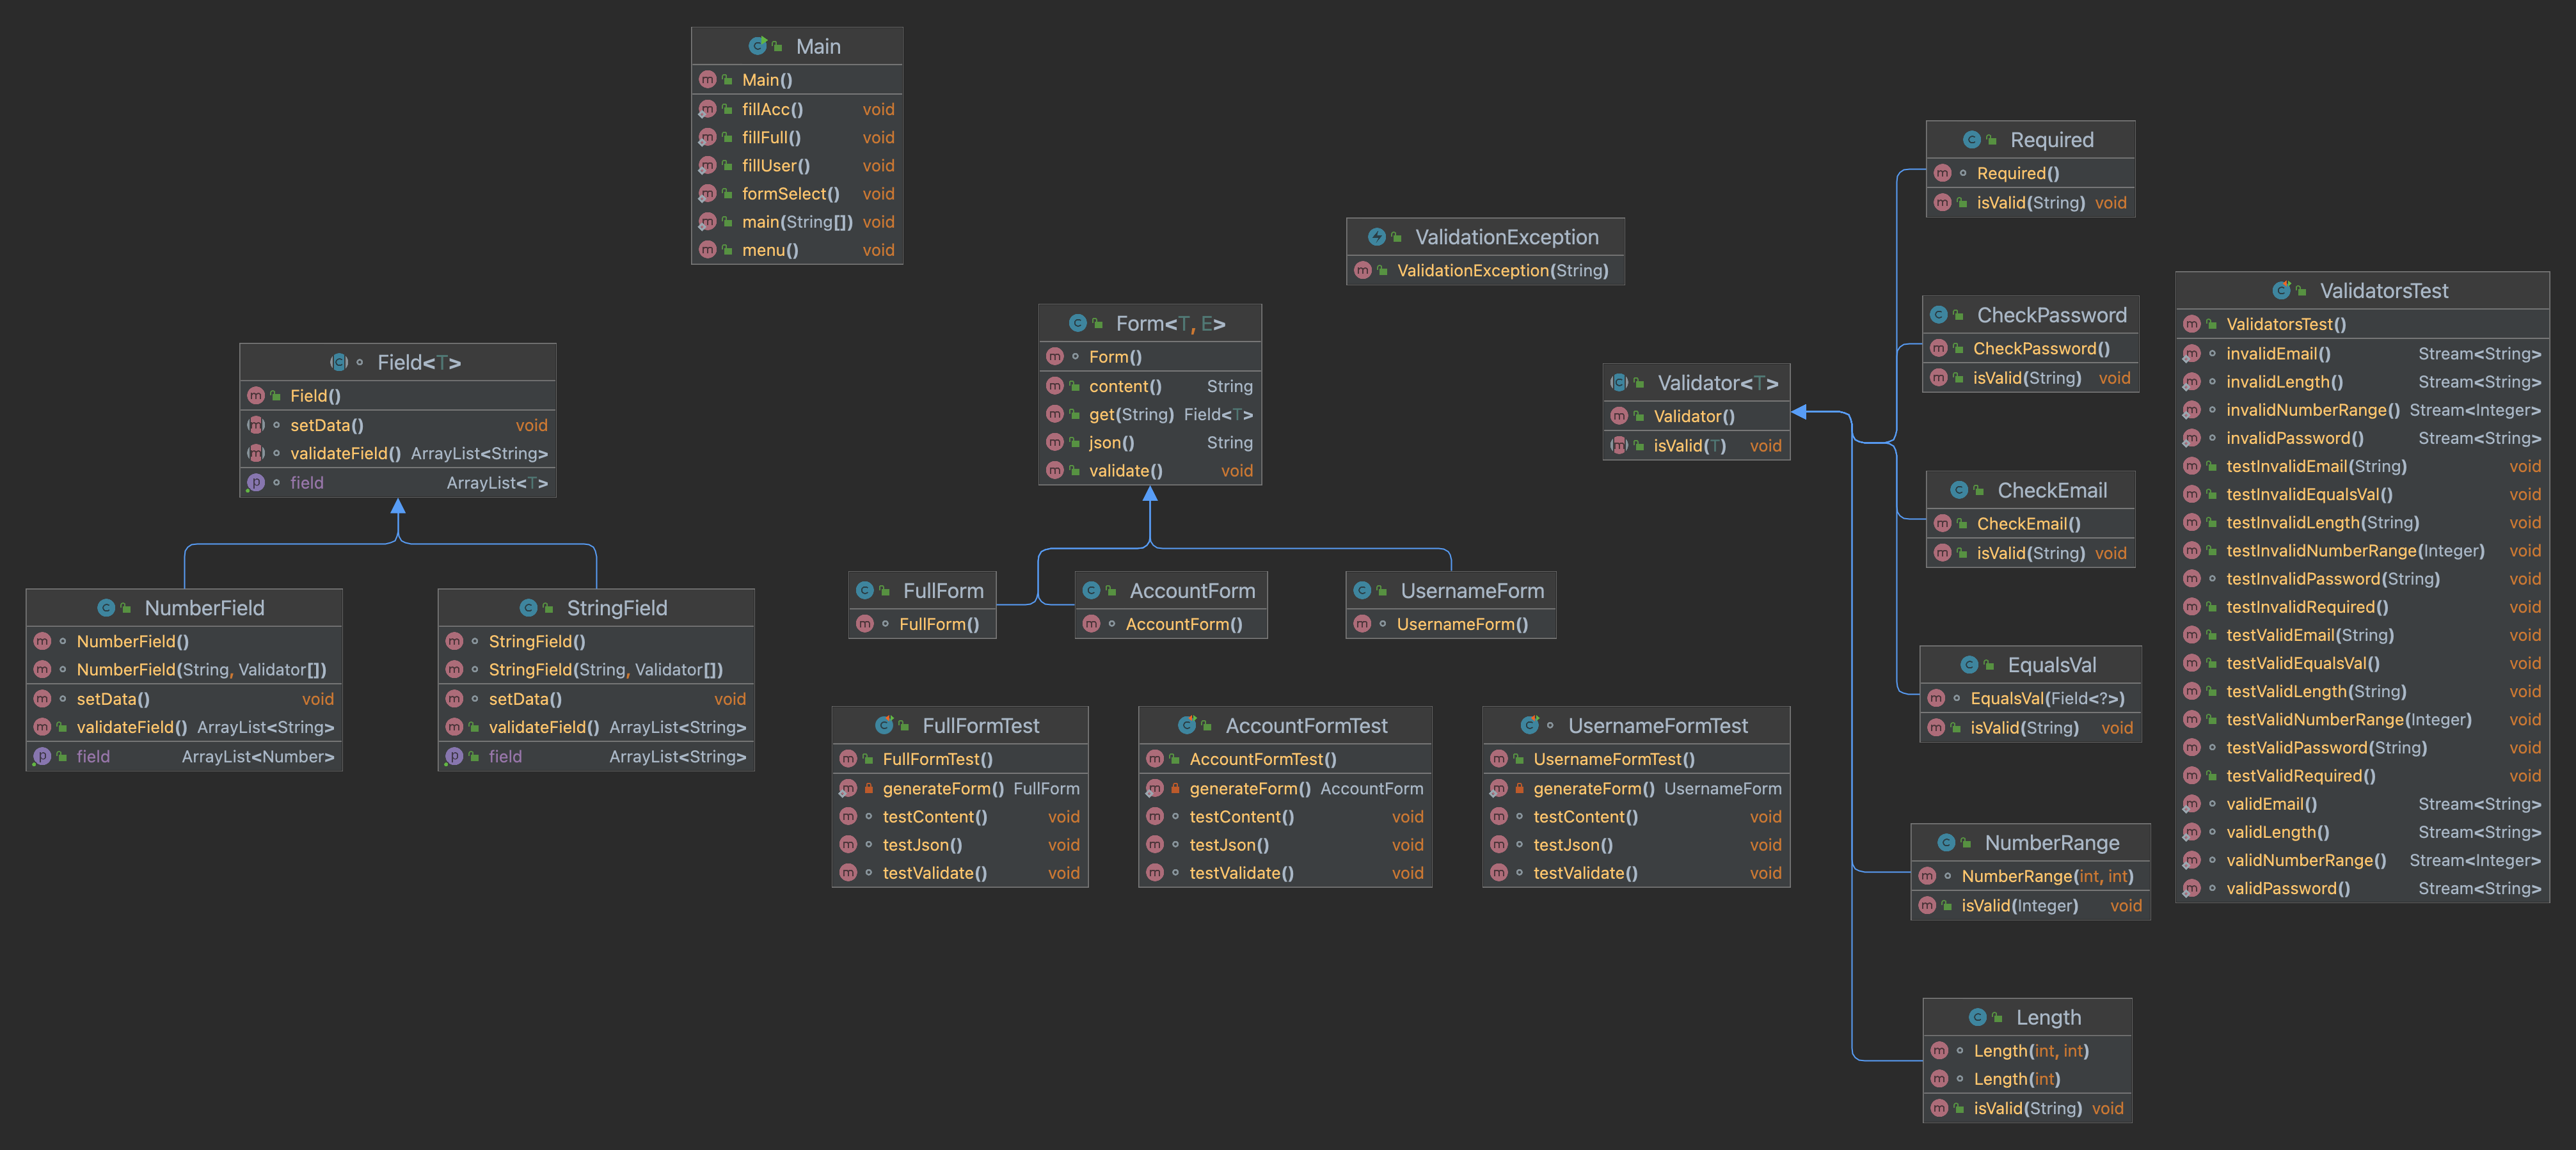 Main
Main()
fillAcc() void
fillFull() void
fillUser() void
formSelect() void
main(String[]) void
menu() void
ValidationException
ValidationException(String)
Field<T>
Field()
setData() void
validateField() ArrayList<String>
field ArrayList<T>
NumberField
NumberField()
NumberField(String, Validator[])
setData() void
validateField() ArrayList<String>
field ArrayList<Number>
StringField
StringField()
StringField(String, Validator[])
setData() void
validateField() ArrayList<String>
field ArrayList<String>
Form<T, E>
Form()
content() String
get(String) Field<T>
json() String
validate() void
FullForm
FullForm()
AccountForm
AccountForm()
UsernameForm
UsernameForm()
FullFormTest
FullFormTest()
generateForm() FullForm
testContent() void
testJson() void
testValidate() void
AccountFormTest
AccountFormTest()
generateForm() AccountForm
testContent() void
testJson() void
testValidate() void
UsernameFormTest
UsernameFormTest()
generateForm() UsernameForm
testContent() void
testJson() void
testValidate() void
Validator<T>
Validator()
isValid(T) void
Required
Required()
isValid(String) void
CheckPassword
CheckPassword()
isValid(String) void
CheckEmail
CheckEmail()
isValid(String) void
EqualsVal
EqualsVal(Field<?>)
isValid(String) void
NumberRange
NumberRange(int, int)
isValid(Integer) void
Length
Length(int, int)
Length(int)
isValid(String) void
ValidatorsTest
ValidatorsTest()
invalidEmail() Stream<String>
invalidLength() Stream<String>
invalidNumberRange() Stream<Integer>
invalidPassword() Stream<String>
testInvalidEmail(String) void
testInvalidEqualsVal() void
testInvalidLength(String) void
testInvalidNumberRange(Integer) void
testInvalidPassword(String) void
testInvalidRequired() void
testValidEmail(String) void
testValidEqualsVal() void
testValidLength(String) void
testValidNumberRange(Integer) void
testValidPassword(String) void
testValidRequired() void
validEmail() Stream<String>
validLength() Stream<String>
validNumberRange() Stream<Integer>
validPassword() Stream<String>